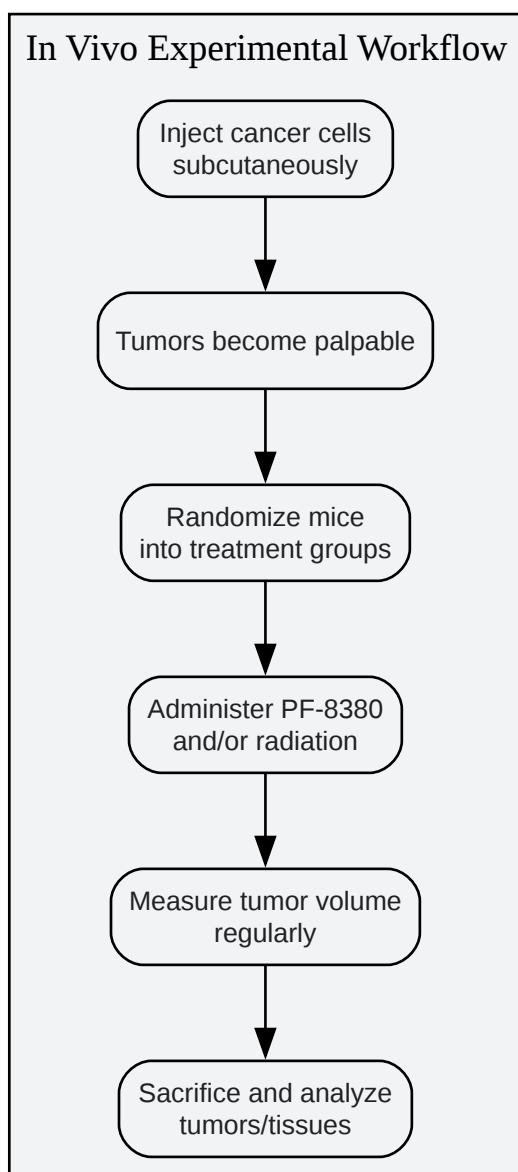 In Vivo Experimental Workflow
Inject cancer cells
subcutaneously
Tumors become palpable
Randomize mice
into treatment groups
Administer PF-8380
and/or radiation
Measure tumor volume
regularly
Sacrifice and analyze
tumors/tissues